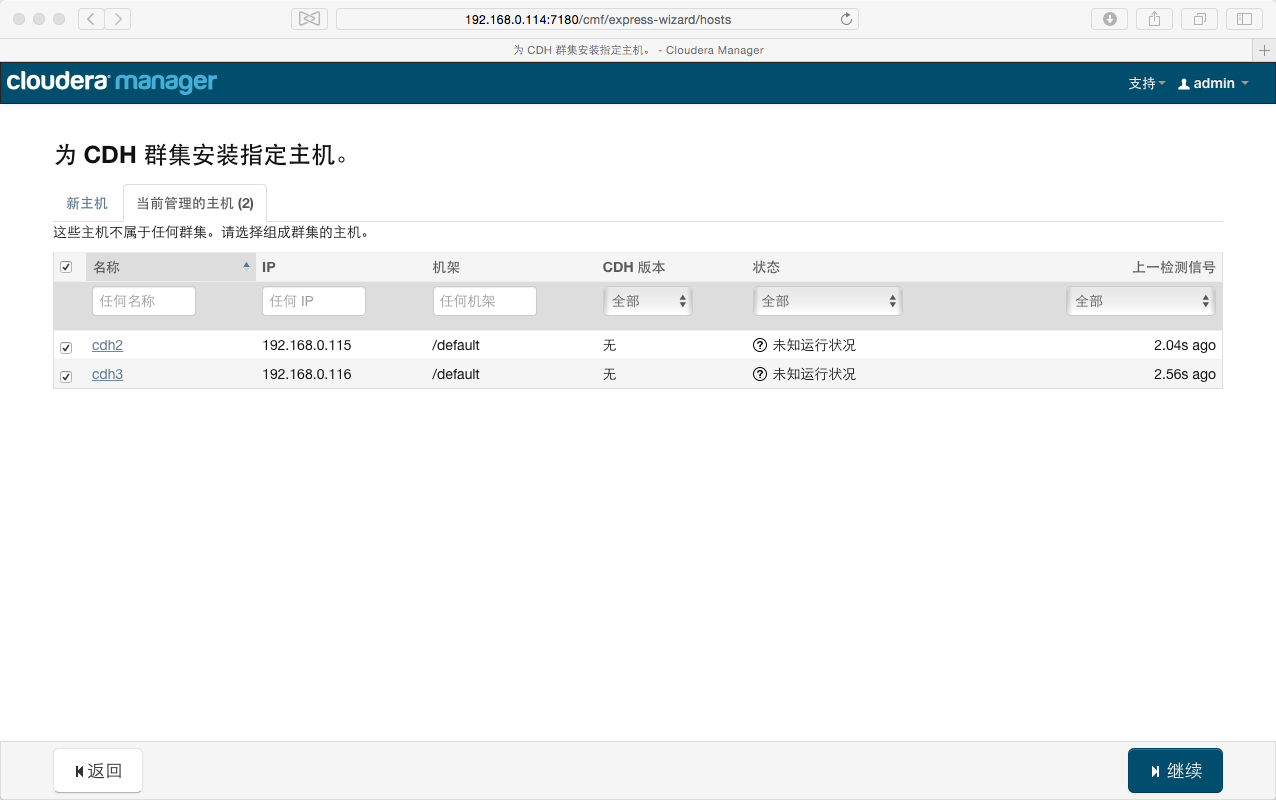 192.168.0.114:7180/cmf/express-wizard/hosts
为 CDH 群集安装指定主机。 - Cloudera Manager
cloudera manager 支持 admin
为 CDH 群集安装指定主机。
新主机 当前管理的主机 (2)
这些主机不属于任何群集。请选择组成群集的主机。
名称 IP 机架 CDH 版本 状态 上一检测信号
任何名称 任何 IP 任何机架 全部 全部 全部
cdh2 192.168.0.115 /default 无 未知运行状况 2.04s ago
cdh3 192.168.0.116 /default 无 未知运行状况 2.56s ago
返回 继续